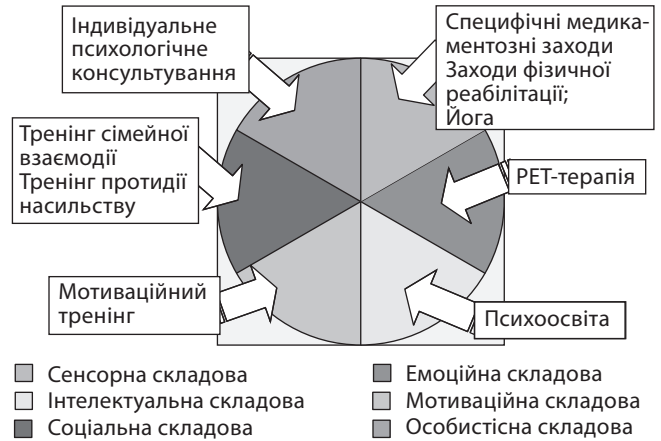 Індивідуальне
психологічне
консультування
Специфічні медика-
ментозні заходи
Заходи фізичної
реабілітації;
Йога
Тренінг сімейної
взаємодії
Тренінг протидії
насильству
РЕТ-терапія
Мотиваційний
тренінг
Психоосвіта
Сенсорна складова
Інтелектуальна складова
Соціальна складова
Емоційна складова
Мотиваційна складова
Особистісна складова